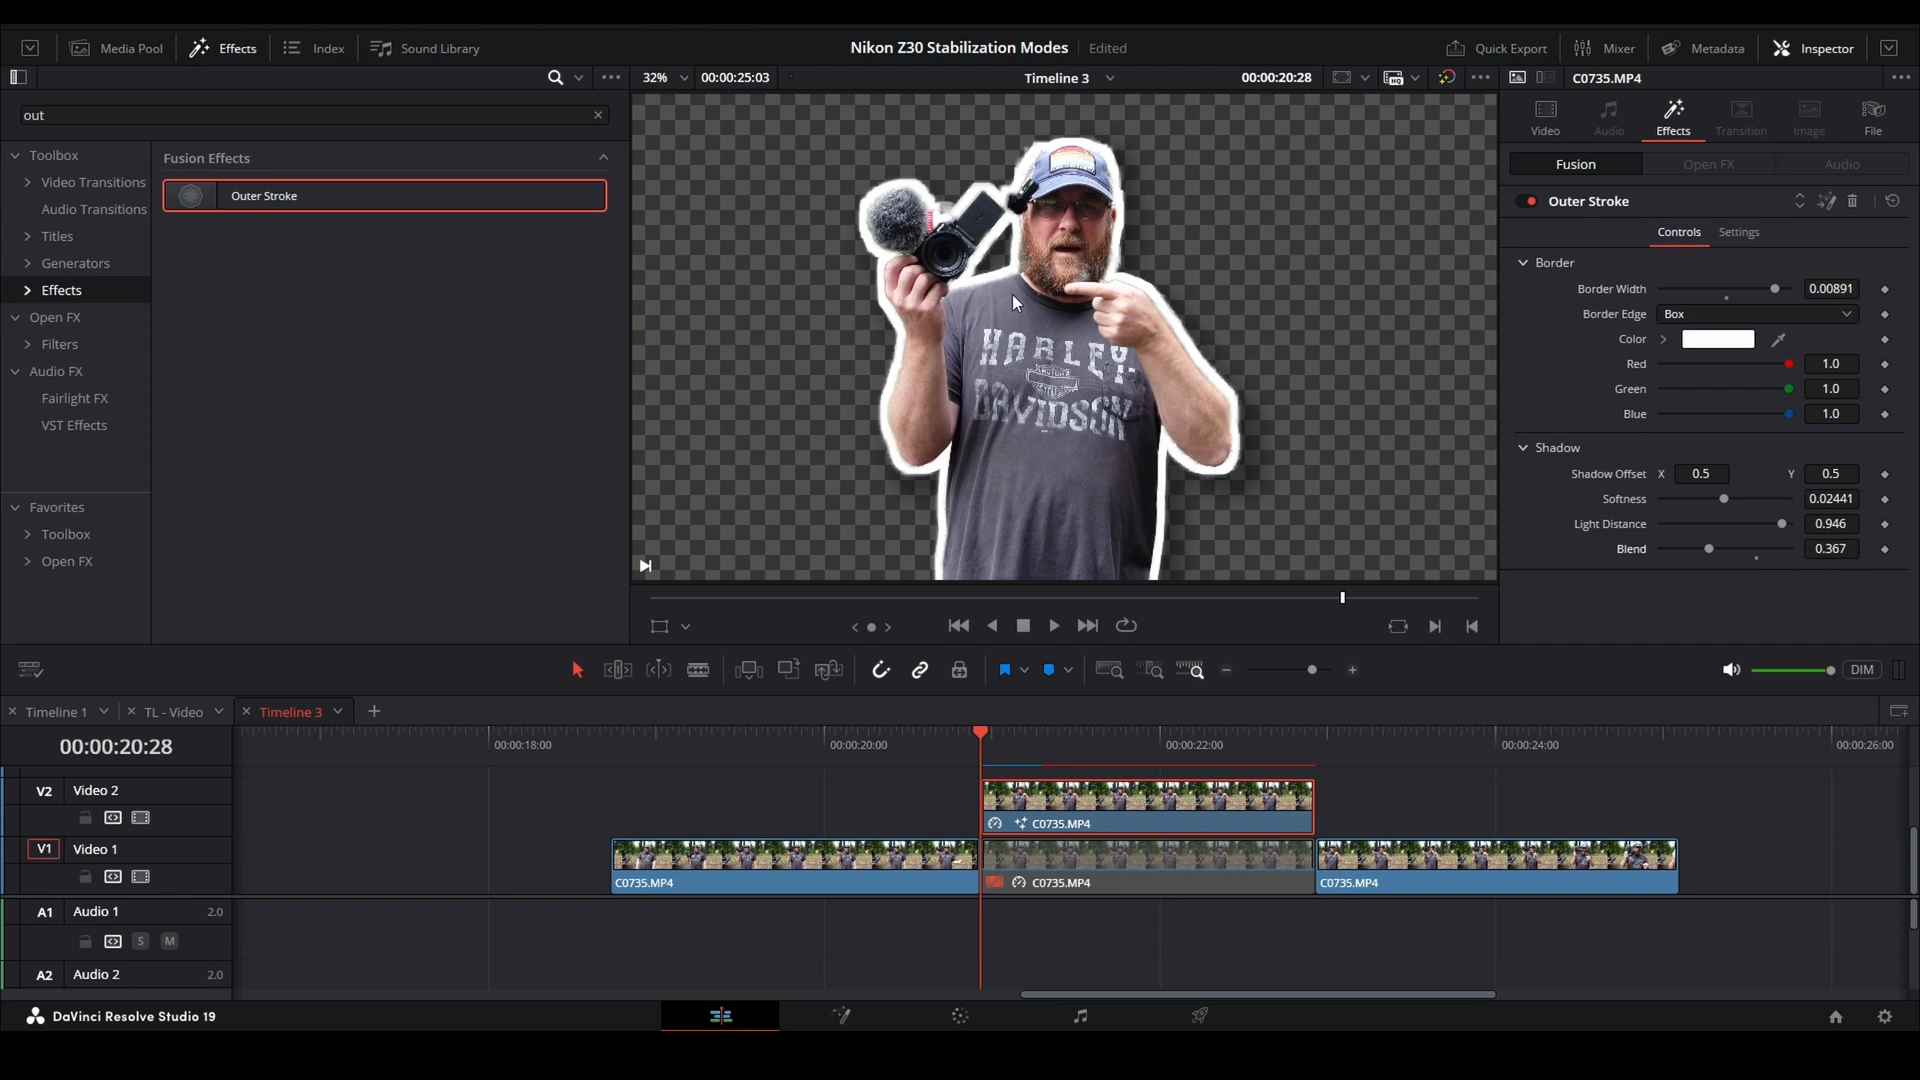 Media Pool
Effects
Index
Sound Library
Nikon Z30 Stabilization Modes
Edited
Quick Export
Mixer
Metadata
Inspector
32%
00:00:25:03
Timeline 3
00:00:20:28
C0735.MP4
out
Video
Audio
Effects
Transition
Image
File
Toolbox
Video Transitions
Audio Transitions
Titles
Generators
Effects
Open FX
Filters
Audio FX
Fairlight FX
VST Effects
Favorites
Toolbox
Open FX
Fusion Effects
Outer Stroke
HARLEY
DAVIDSON
Fusion
Open FX
Audio
Outer Stroke
Controls
Settings
Border
Border Width 0.00891
Border Edge Box
Color
Red 1.0
Green 1.0
Blue 1.0
Shadow
Shadow Offset X 0.5 Y 0.5
Softness 0.02441
Light Distance 0.946
Blend 0.367
DIM
Timeline 1
TL - Video
Timeline 3
00:00:20:28
00:00:18:00
00:00:20:00
00:00:22:00
00:00:24:00
00:00:26:00
V2 Video 2
C0735.MP4
V1 Video 1
C0735.MP4
C0735.MP4
C0735.MP4
A1 Audio 1 2.0
S M
A2 Audio 2 2.0
DaVinci Resolve Studio 19